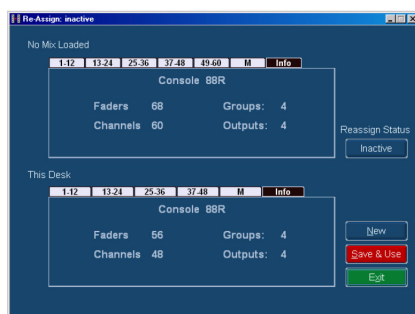 Re-Assign: inactive
No Mix Loaded
1-12 13-24 25-36 37-48 49-60 M Info
Console 88R
Faders 68 Groups: 4
Channels 60 Outputs: 4
Reassign Status
Inactive
This Desk
1-12 13-24 25-36 37-48 M Info
Console 88R
Faders 56 Groups: 4
Channels 48 Outputs: 4
New
Save & Use
Exit